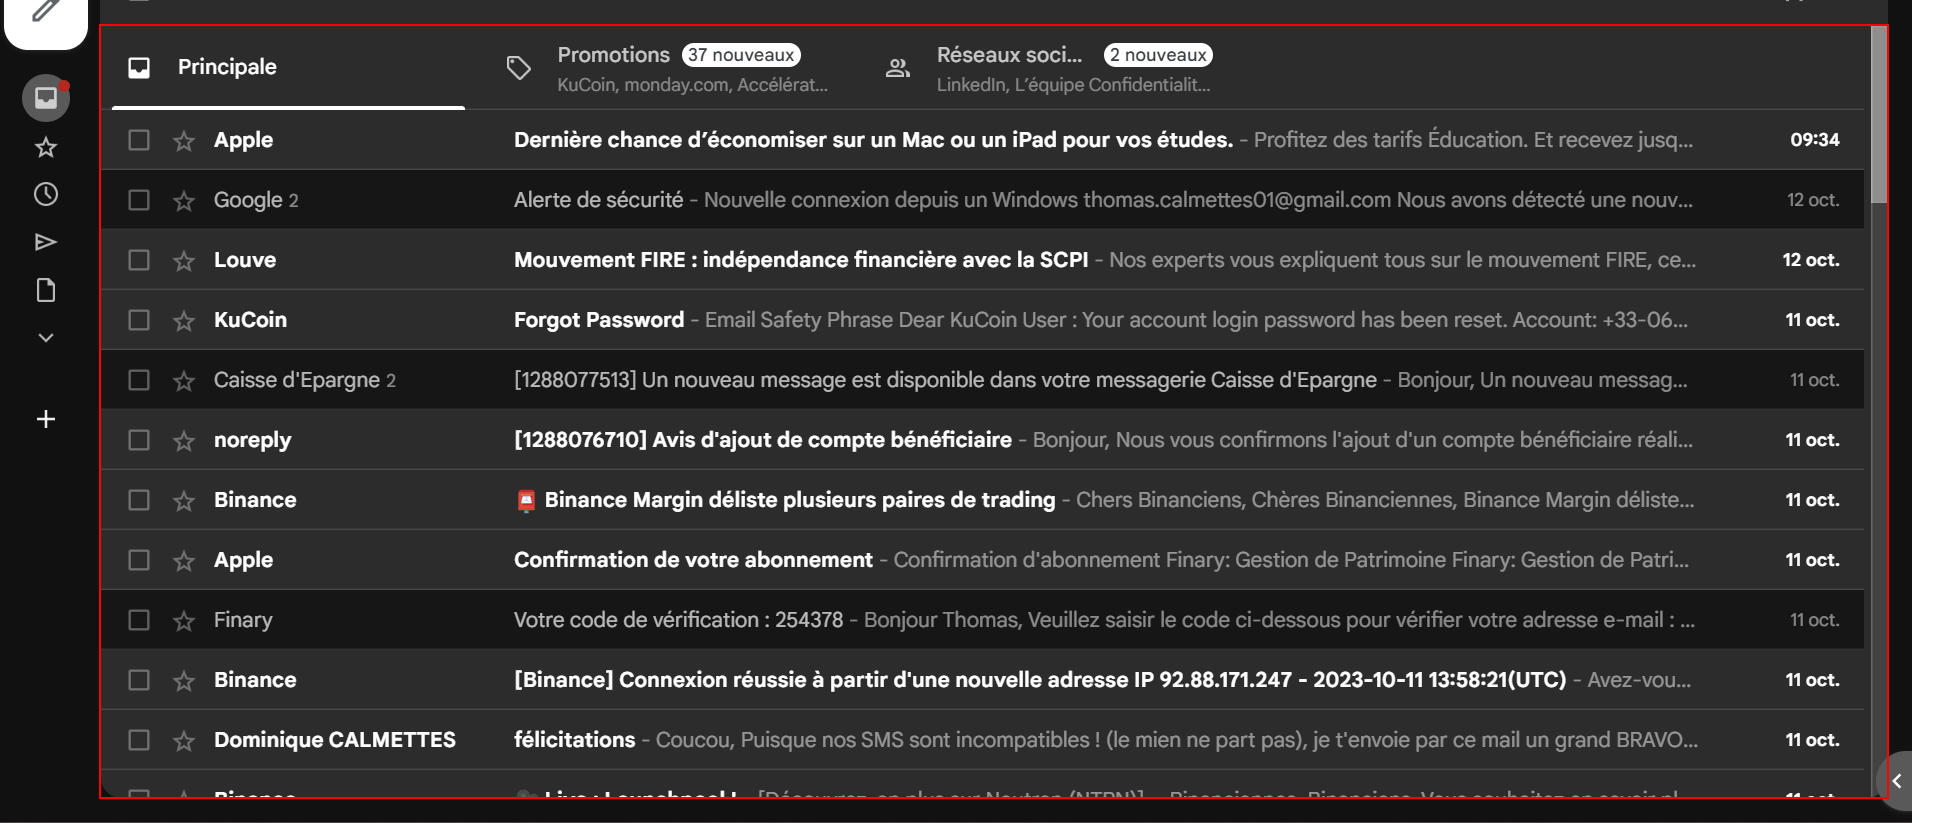 Principale
Promotions 37 nouveaux
KuCoin, monday.com, Accélérat...
Réseaux soci... 2 nouveaux
LinkedIn, L’équipe Confidentialit...
Apple Dernière chance d’économiser sur un Mac ou un iPad pour vos études. - Profitez des tarifs Éducation. Et recevez jusq... 09:34
Google 2 Alerte de sécurité - Nouvelle connexion depuis un Windows thomas.calmettes01@gmail.com Nous avons détecté une nouv... 12 oct.
Louve Mouvement FIRE : indépendance financière avec la SCPI - Nos experts vous expliquent tous sur le mouvement FIRE, ce... 12 oct.
KuCoin Forgot Password - Email Safety Phrase Dear KuCoin User : Your account login password has been reset. Account: +33-06... 11 oct.
Caisse d'Epargne 2 [1288077513] Un nouveau message est disponible dans votre messagerie Caisse d'Epargne - Bonjour, Un nouveau messag... 11 oct.
noreply [1288076710] Avis d'ajout de compte bénéficiaire - Bonjour, Nous vous confirmons l'ajout d'un compte bénéficiaire réali... 11 oct.
Binance Binance Margin déliste plusieurs paires de trading - Chers Binanciens, Chères Binanciennes, Binance Margin déliste... 11 oct.
Apple Confirmation de votre abonnement - Confirmation d'abonnement Finary: Gestion de Patrimoine Finary: Gestion de Patri... 11 oct.
Finary Votre code de vérification : 254378 - Bonjour Thomas, Veuillez saisir le code ci-dessous pour vérifier votre adresse e-mail : ... 11 oct.
Binance [Binance] Connexion réussie à partir d'une nouvelle adresse IP 92.88.171.247 - 2023-10-11 13:58:21(UTC) - Avez-vou... 11 oct.
Dominique CALMETTES félicitations - Coucou, Puisque nos SMS sont incompatibles ! (le mien ne part pas), je t'envoie par ce mail un grand BRAVO... 11 oct.
Binance